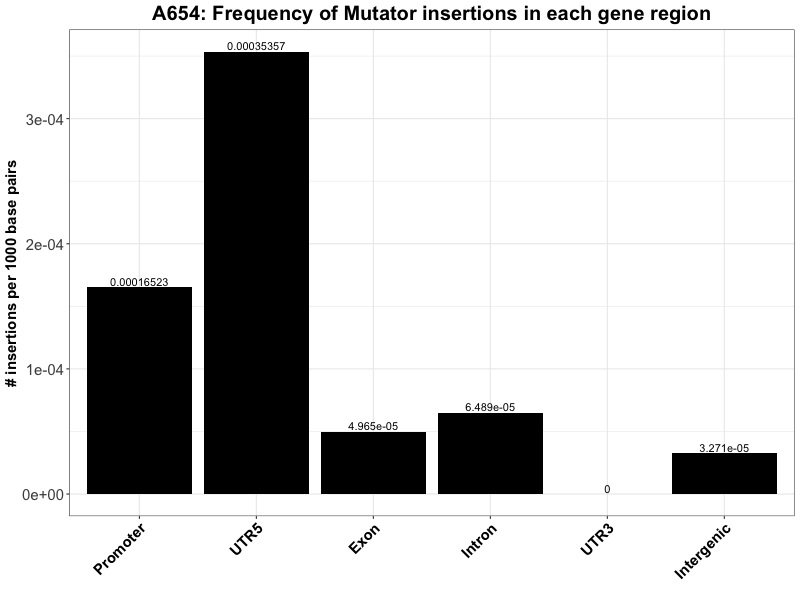 A654: Frequency of Mutator insertions in each gene region
# insertions per 1000 base pairs
3e-04
2e-04
1e-04
0e+00
0.00016523
0.00035357
4.965e-05
6.489e-05
0
3.271e-05
Promoter
UTR5
Exon
Intron
UTR3
Intergenic